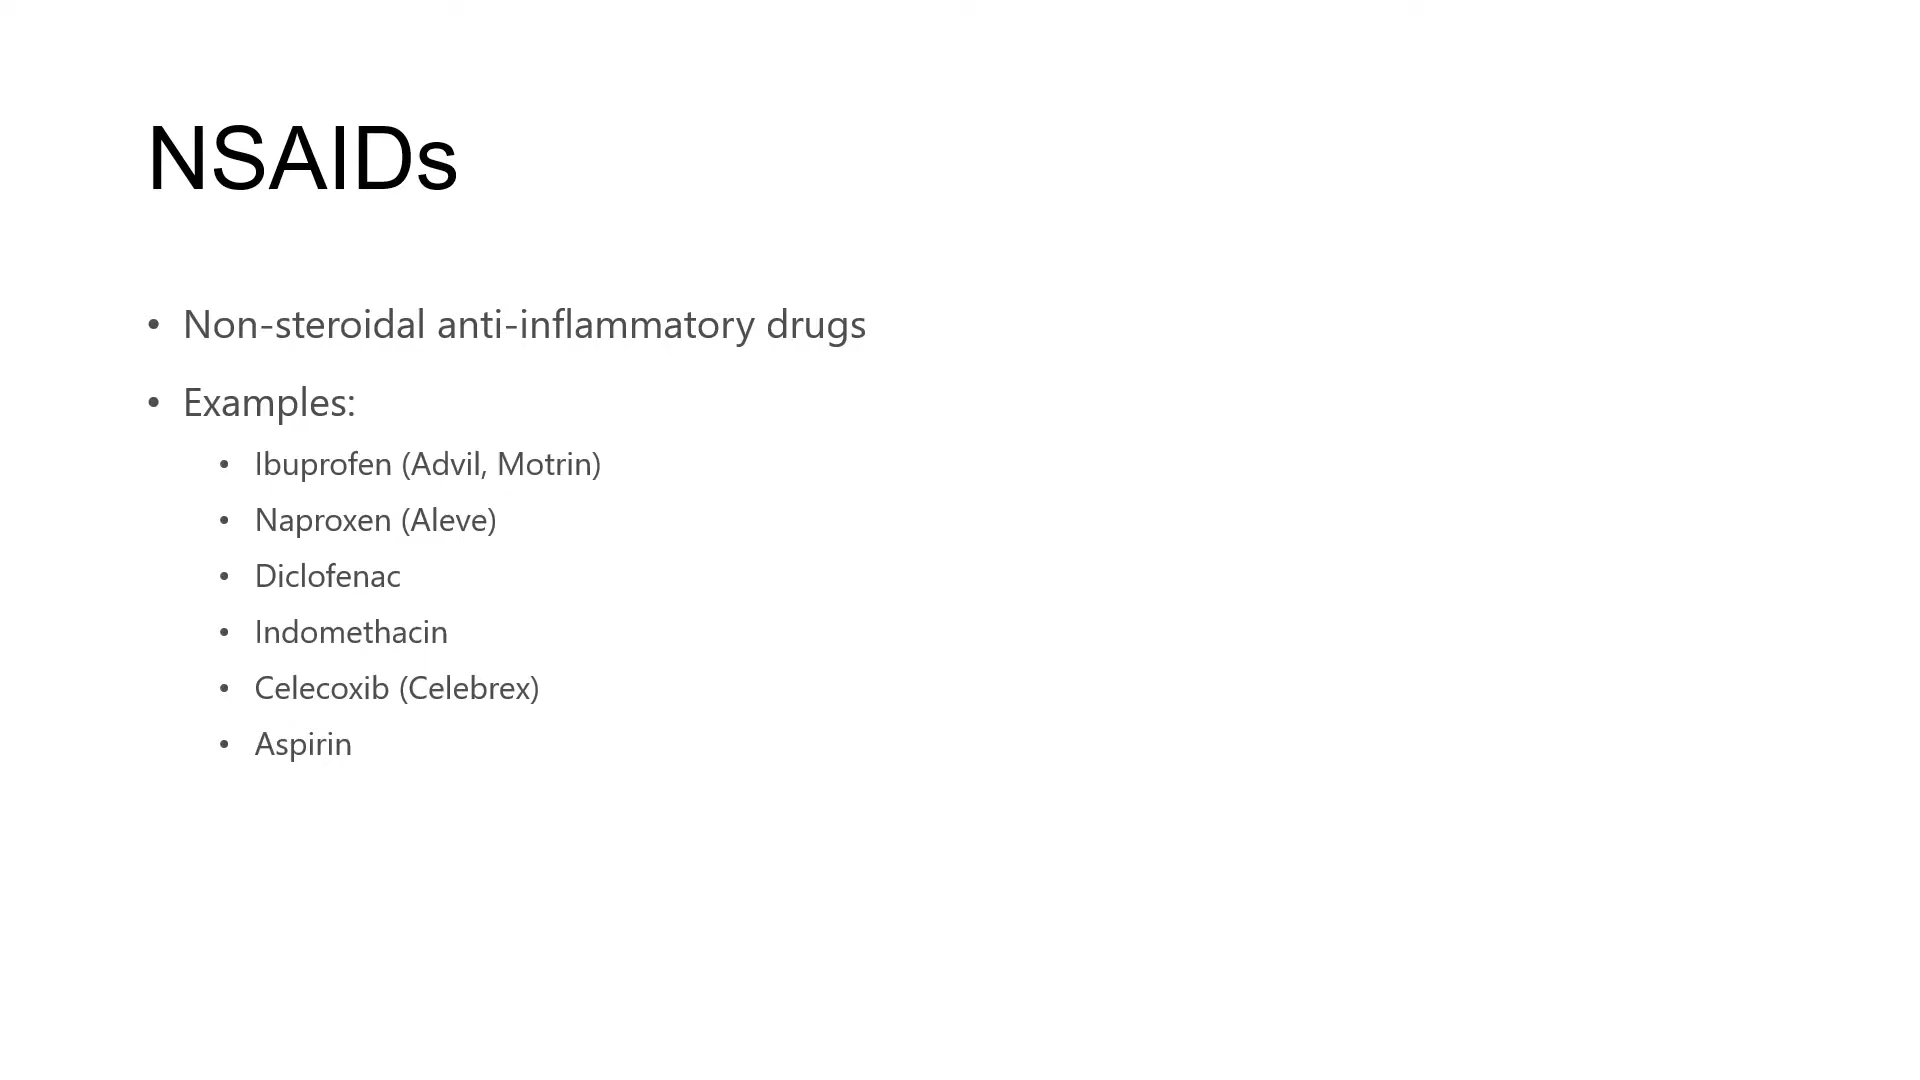 NSAIDs
• Non-steroidal anti-inflammatory drugs
• Examples:
• Ibuprofen (Advil, Motrin)
• Naproxen (Aleve)
• Diclofenac
• Indomethacin
• Celecoxib (Celebrex)
• Aspirin